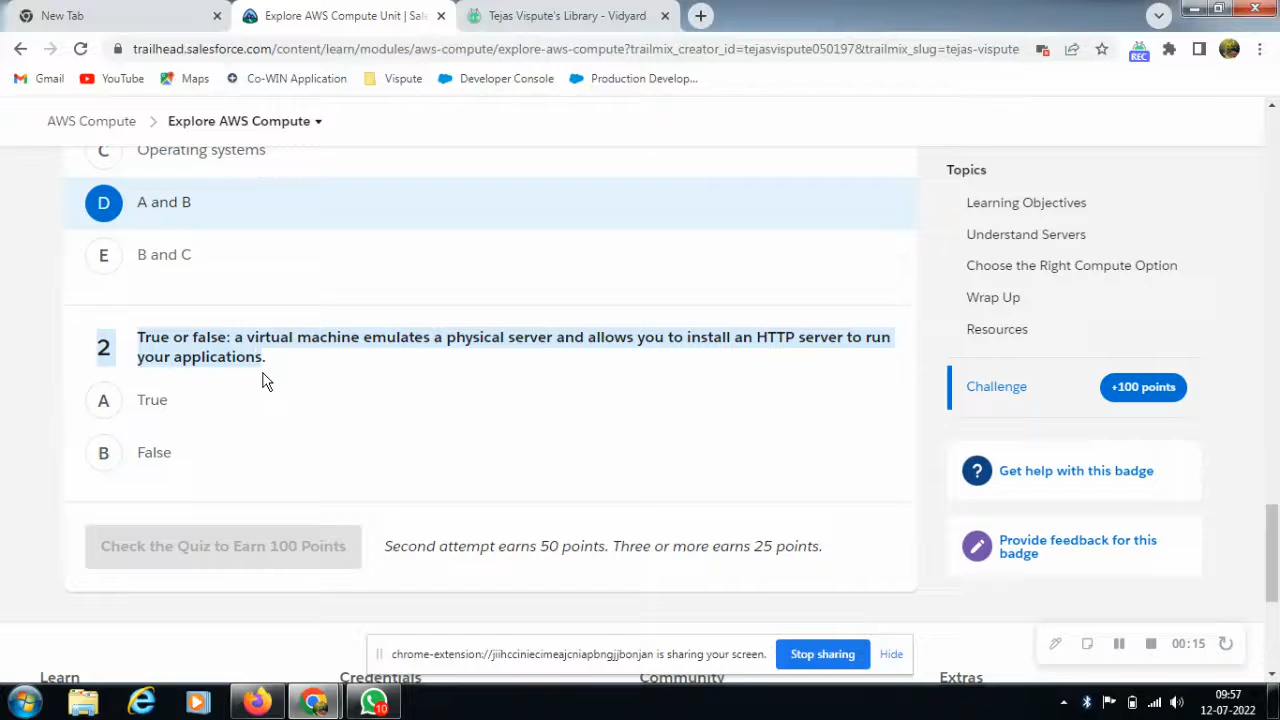 New Tab
Explore AWS Compute Unit | Sale
Tejas Vispute's Library - Vidyard
trailhead.salesforce.com/content/learn/modules/aws-compute/explore-aws-compute?trailmix_creator_id=tejasvispute050197&trailmix_slug=tejas-vispute
REC
Gmail
YouTube
Maps
Co-WIN Application
Vispute
Developer Console
Production Develop...
AWS Compute
Explore AWS Compute
C
Operating systems
D
A and B
E
B and C
2
True or false: a virtual machine emulates a physical server and allows you to install an HTTP server to run
your applications.
A
True
B
False
Check the Quiz to Earn 100 Points
Second attempt earns 50 points. Three or more earns 25 points.
Topics
Learning Objectives
Understand Servers
Choose the Right Compute Option
Wrap Up
Resources
Challenge
+100 points
?
Get help with this badge
Provide feedback for this
badge
chrome-extension://jiihcciniecimeajcniapbngjjbonjan is sharing your screen.
Stop sharing
Hide
00:15
Learn
Credentials
Community
Extras
10
09:57
12-07-2022